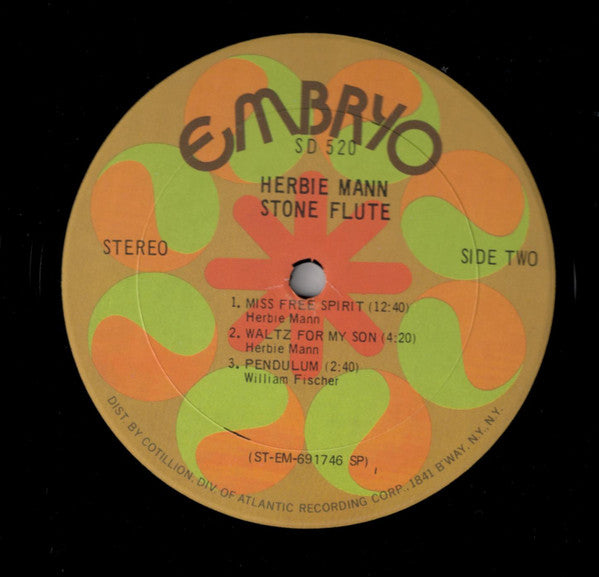 EMBRYO
SD 520
HERBIE MANN
STONE FLUTE
STEREO
SIDE TWO
1. MISS FREE SPIRIT (12:40)
Herbie Mann
2. WALTZ FOR MY SON (4:20)
Herbie Mann
3. PENDULUM (2:40)
William Fischer
(ST-EM-691746 SP)
DIST BY COTILLION, DIV. OF ATLANTIC RECORDING CORP., 1841 B'WAY, N.Y., N.Y.